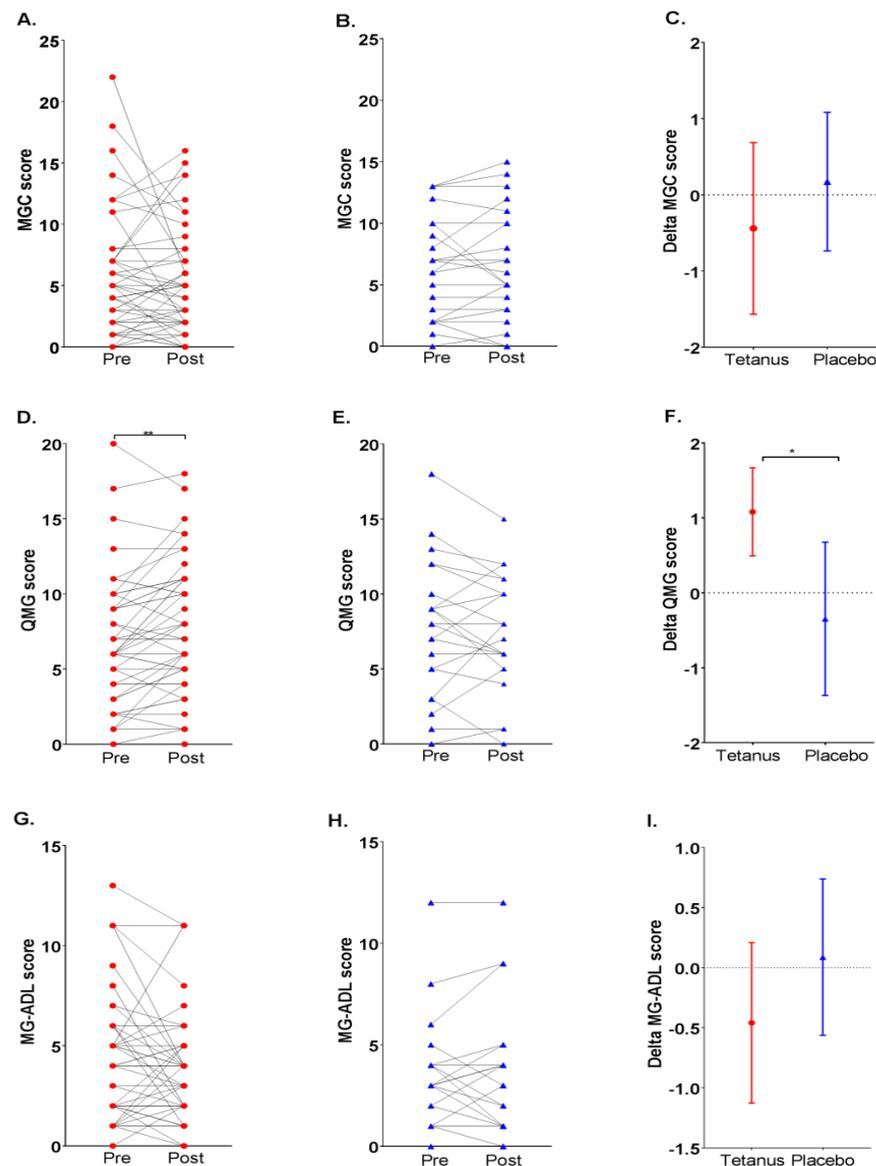 A.
B.
C.
25
20
15
10
5
0
MGC score
Pre Post
25
20
15
10
5
0
MGC score
Pre Post
2
1
0
-1
-2
Delta MGC score
Tetanus Placebo
D.
E.
F.
20
15
10
5
0
QMG score
**
Pre Post
20
15
10
5
0
QMG score
Pre Post
2
1
0
-1
-2
Delta QMG score
*
Tetanus Placebo
G.
H.
I.
15
10
5
0
MG-ADL score
Pre Post
15
10
5
0
MG-ADL score
Pre Post
1.0
0.5
0.0
-0.5
-1.0
-1.5
Delta MG-ADL score
Tetanus Placebo